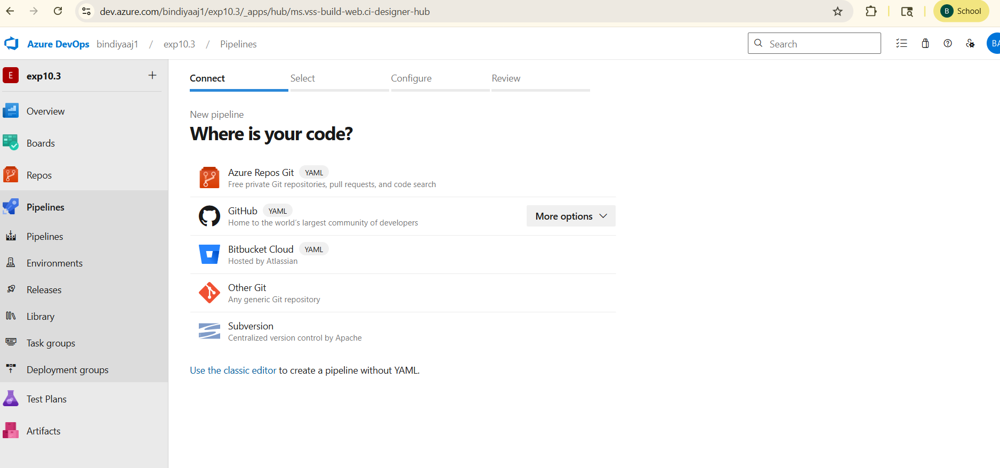 dev.azure.com/bindiyaaj1/exp10.3/_apps/hub/ms.vss-build-web.ci-designer-hub
B School
Azure DevOps bindiyaaj1 / exp10.3 / Pipelines
Search
BA
E exp10.3
Overview
Boards
Repos
Pipelines
Pipelines
Environments
Releases
Library
Task groups
Deployment groups
Test Plans
Artifacts
Connect Select Configure Review
New pipeline
Where is your code?
Azure Repos Git YAML
Free private Git repositories, pull requests, and code search
GitHub YAML
Home to the world’s largest community of developers
More options
Bitbucket Cloud YAML
Hosted by Atlassian
Other Git
Any generic Git repository
Subversion
Centralized version control by Apache
Use the classic editor to create a pipeline without YAML.